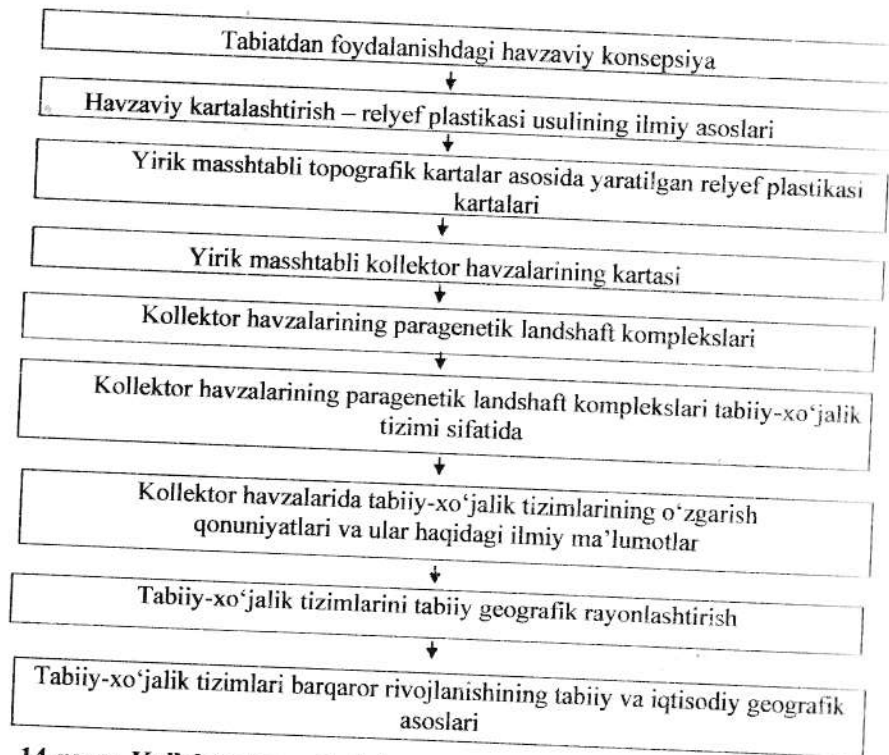 Tabiatdan foydalanishdagi havzaviy konsepsiya
Havzaviy kartalashtirish – relyef plastikasi usulining ilmiy asoslari
Yirik masshtabli topografik kartalar asosida yaratilgan relyef plastikasi
kartalari
Yirik masshtabli kollektor havzalarining kartasi
Kollektor havzalarining paragenetik landshaft komplekslari
Kollektor havzalarining paragenetik landshaft komplekslari tabiiy-xo‘jalik
tizimi sifatida
Kollektor havzalarida tabiiy-xo‘jalik tizimlarining o‘zgarish
qonuniyatlari va ular haqidagi ilmiy ma’lumotlar
Tabiiy-xo‘jalik tizimlarini tabiiy geografik rayonlashtirish
Tabiiy-xo‘jalik tizimlari barqaror rivojlanishining tabiiy va iqtisodiy geografik
asoslari